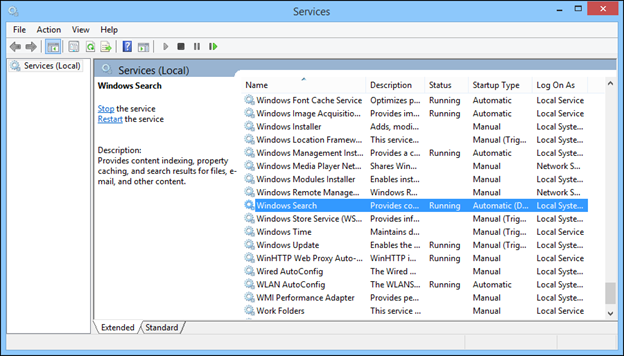 Services
File Action View Help
Services (Local)
Services (Local)
Windows Search
Stop the service
Restart the service
Description:
Provides content indexing, property
caching, and search results for files, e-
mail, and other content.
Name Description Status Startup Type Log On As
Windows Font Cache Service Optimizes p... Running Automatic Local Service
Windows Image Acquisitio... Provides im... Running Automatic Local Service
Windows Installer Adds, modi... Manual Local Syste...
Windows Location Framew... This service... Manual (Trig... Local Syste...
Windows Management Inst... Provides a c... Running Automatic Local Syste...
Windows Media Player Net... Shares Win... Manual Network S...
Windows Modules Installer Enables inst... Manual Local Syste...
Windows Remote Manage... Windows R... Manual Network S...
Windows Search Provides co... Running Automatic (D... Local Syste...
Windows Store Service (WS... Provides inf... Manual (Trig... Local Syste...
Windows Time Maintains d... Manual (Trig... Local Service
Windows Update Enables the ... Running Manual (Trig... Local Syste...
WinHTTP Web Proxy Auto-... WinHTTP i... Running Manual Local Service
Wired AutoConfig The Wired ... Manual Local Syste...
WLAN AutoConfig The WLANS... Running Automatic Local Syste...
WMI Performance Adapter Provides pe... Manual Local Syste...
Work Folders This service ... Manual Local Service
Extended Standard